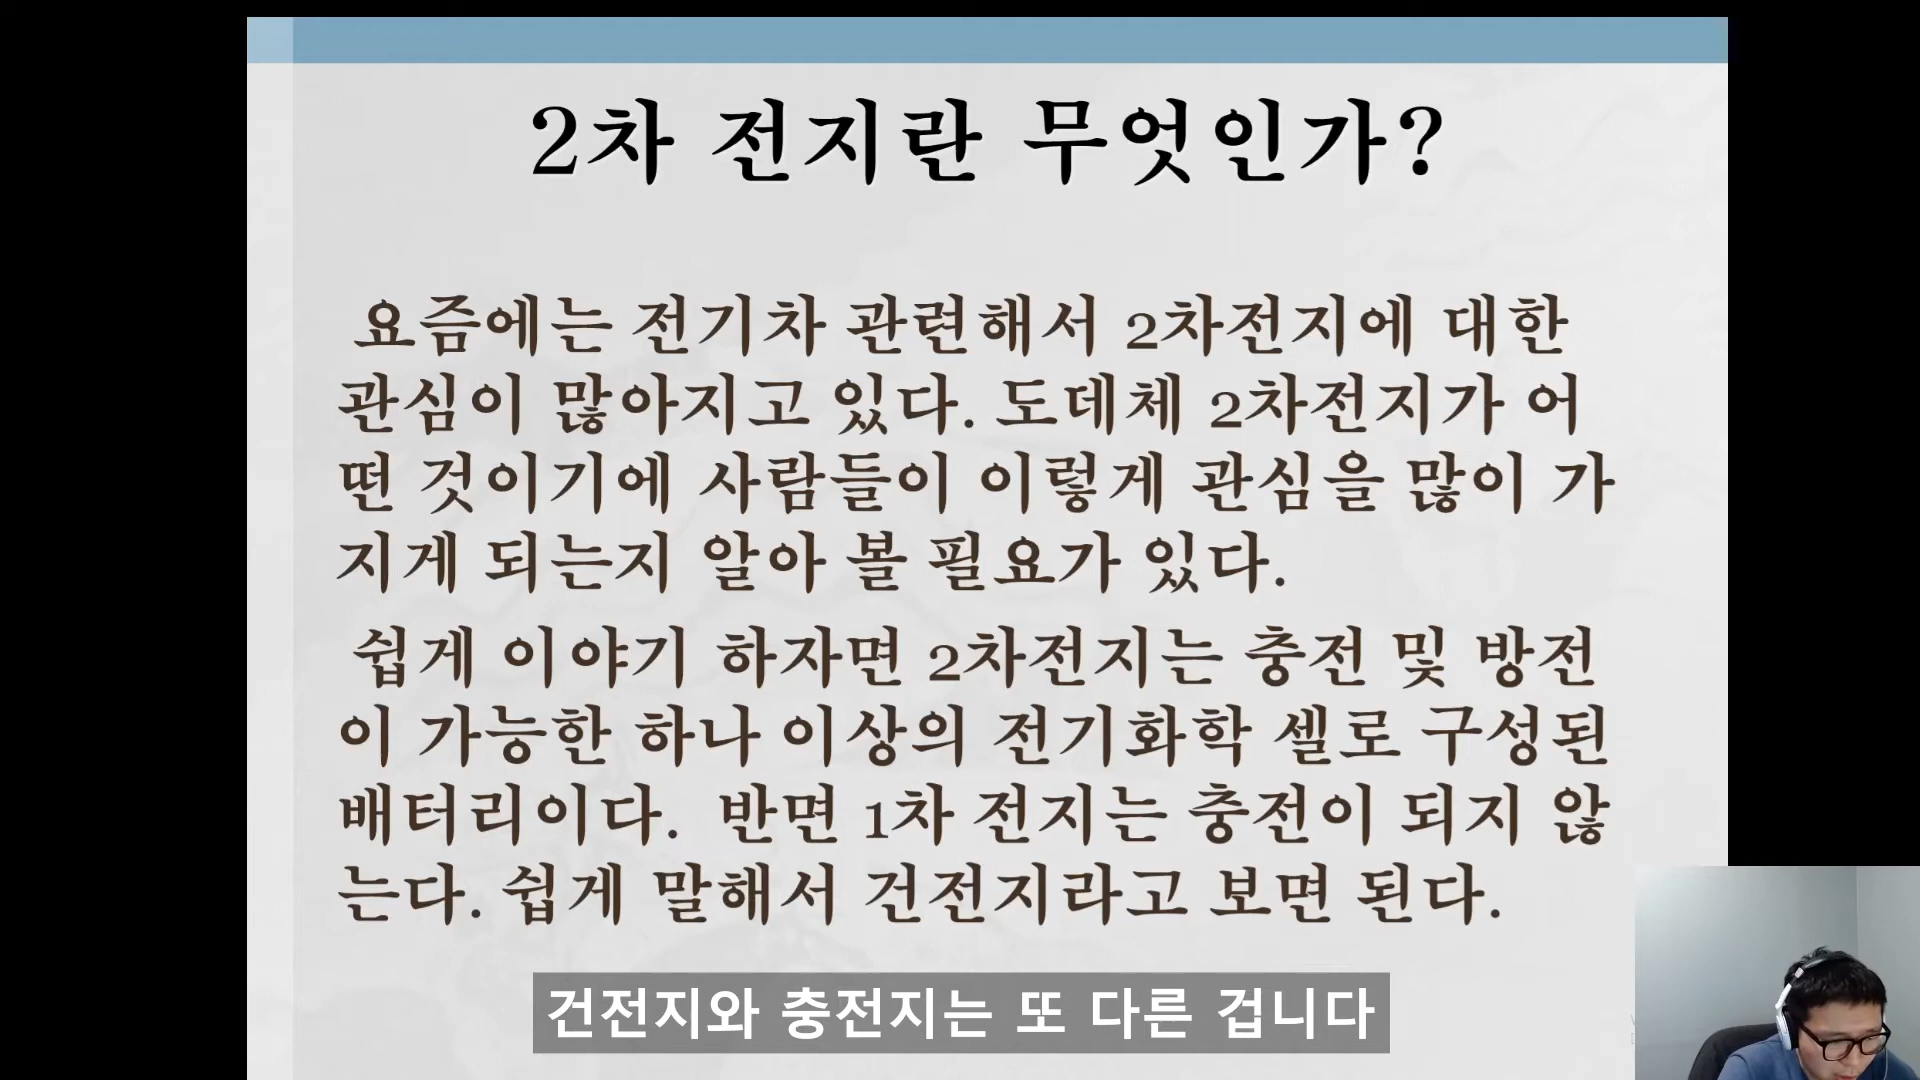 2차 전지란 무엇인가?
요즘에는 전기차 관련해서 2차전지에 대한
관심이 많아지고 있다. 도데체 2차전지가 어
떤 것이기에 사람들이 이렇게 관심을 많이 가
지게 되는지 알아 볼 필요가 있다.
쉽게 이야기 하자면 2차전지는 충전 및 방전
이 가능한 하나 이상의 전기화학 셀로 구성된
배터리이다. 반면 1차 전지는 충전이 되지 않
는다. 쉽게 말해서 건전지라고 보면 된다.
건전지와 충전지는 또 다른 겁니다